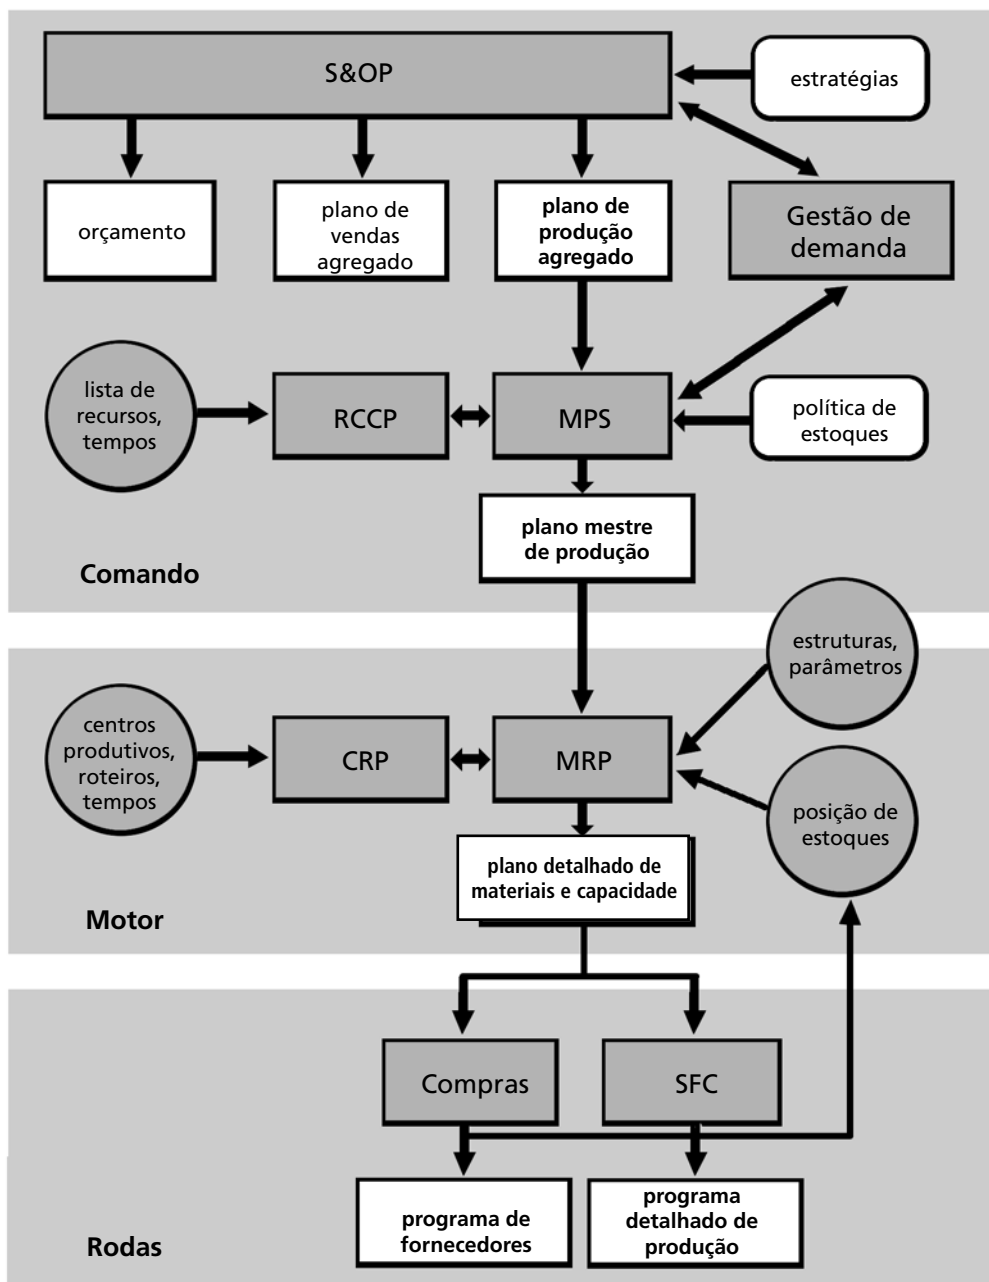 S&OP
estratégias
orçamento
plano de
vendas
agregado
plano de
produção
agregado
Gestão de
demanda
lista de
recursos,
tempos
RCCP
MPS
política de
estoques
plano mestre
de produção
Comando
estruturas,
parâmetros
centros
produtivos,
roteiros,
tempos
CRP
MRP
posição de
estoques
plano detalhado de
materiais e capacidade
Motor
Compras
SFC
programa de
fornecedores
programa
detalhado de
produção
Rodas